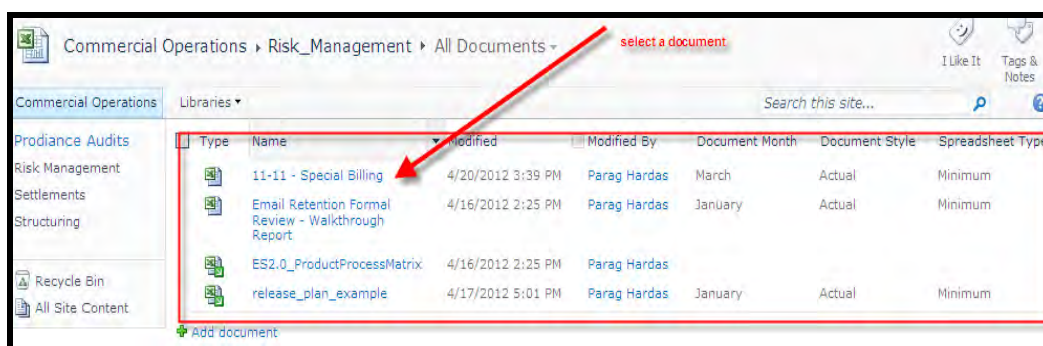 Commercial Operations ▸ Risk_Management ▸ All Documents
select a document
I Like It
Tags &
Notes
Commercial Operations
Libraries
Search this site...
Prodiance Audits
Risk Management
Settlements
Structuring
Recycle Bin
All Site Content
Type Name Modified Modified By Document Month Document Style Spreadsheet Type
11-11 - Special Billing 4/20/2012 3:39 PM Parag Hardas March Actual Minimum
Email Retention Formal 4/16/2012 2:25 PM Parag Hardas January Actual Minimum
Review - Walkthrough
Report
ES2.0_ProductProcessMatrix 4/16/2012 2:25 PM Parag Hardas
release_plan_example 4/17/2012 5:01 PM Parag Hardas January Actual Minimum
Add document